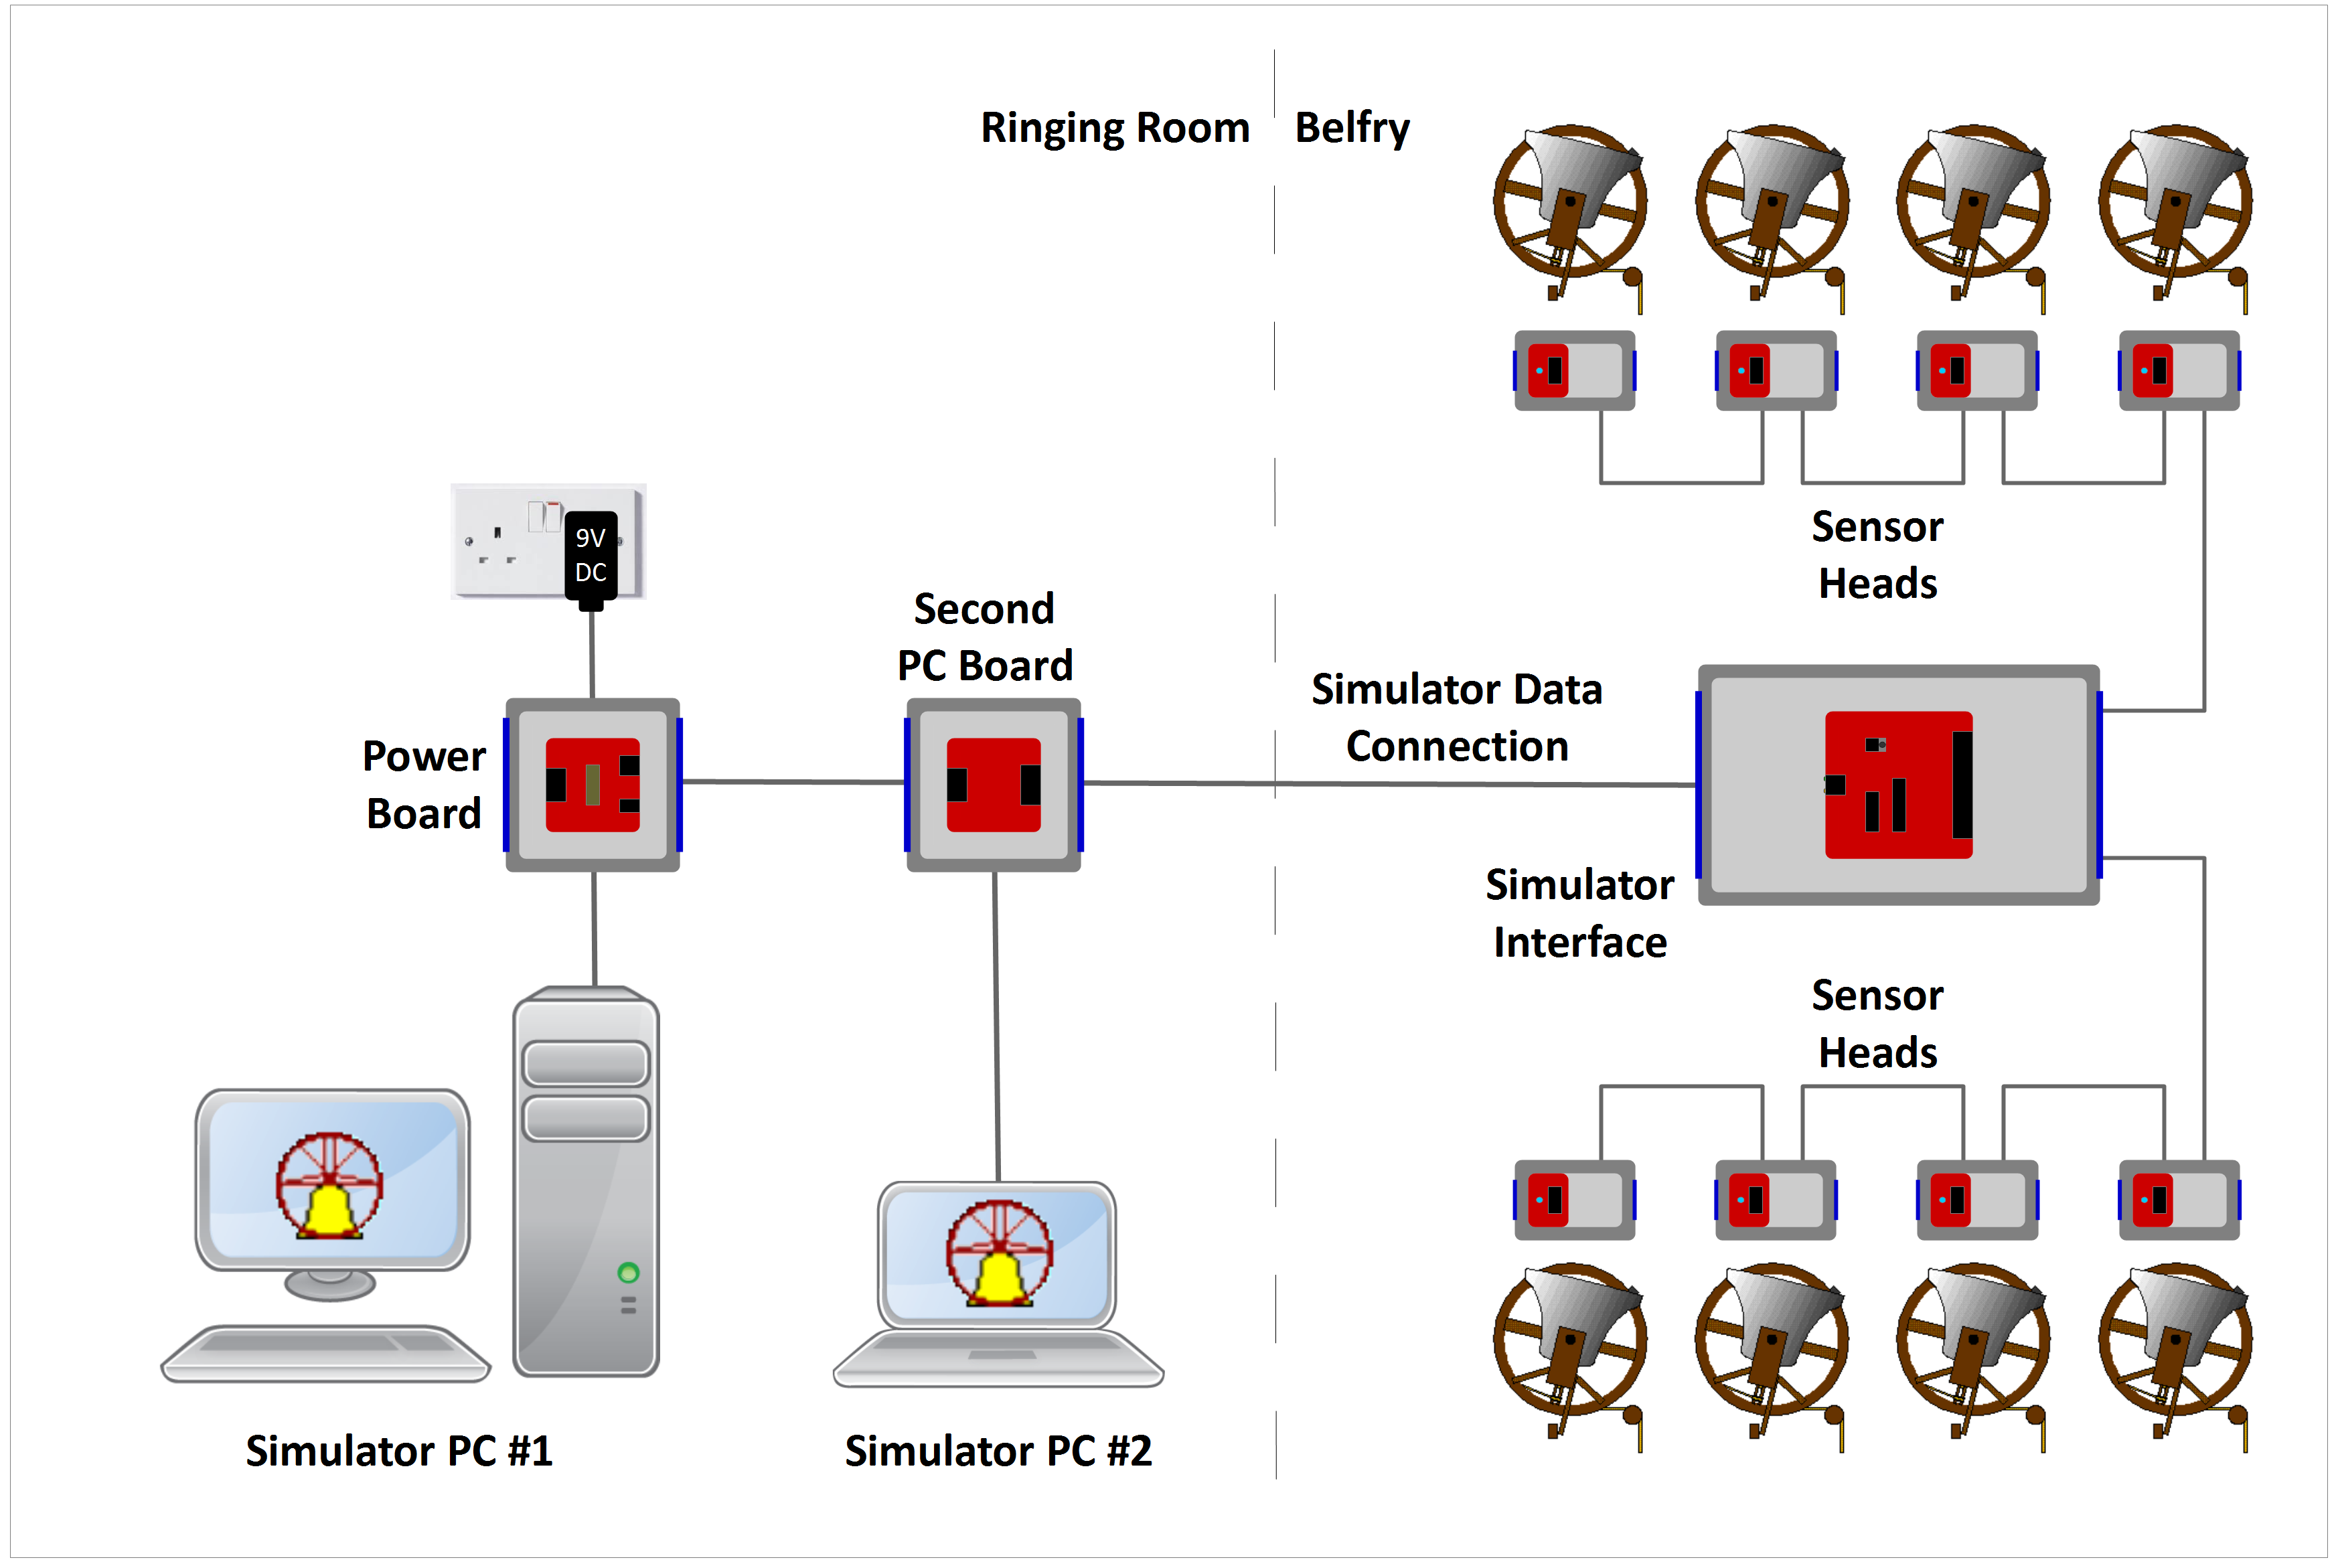 Ringing Room
Belfry
Sensor
Heads
9V
DC
Second
PC Board
Simulator Data
Connection
Power
Board
Simulator
Interface
Sensor
Heads
Simulator PC #1
Simulator PC #2